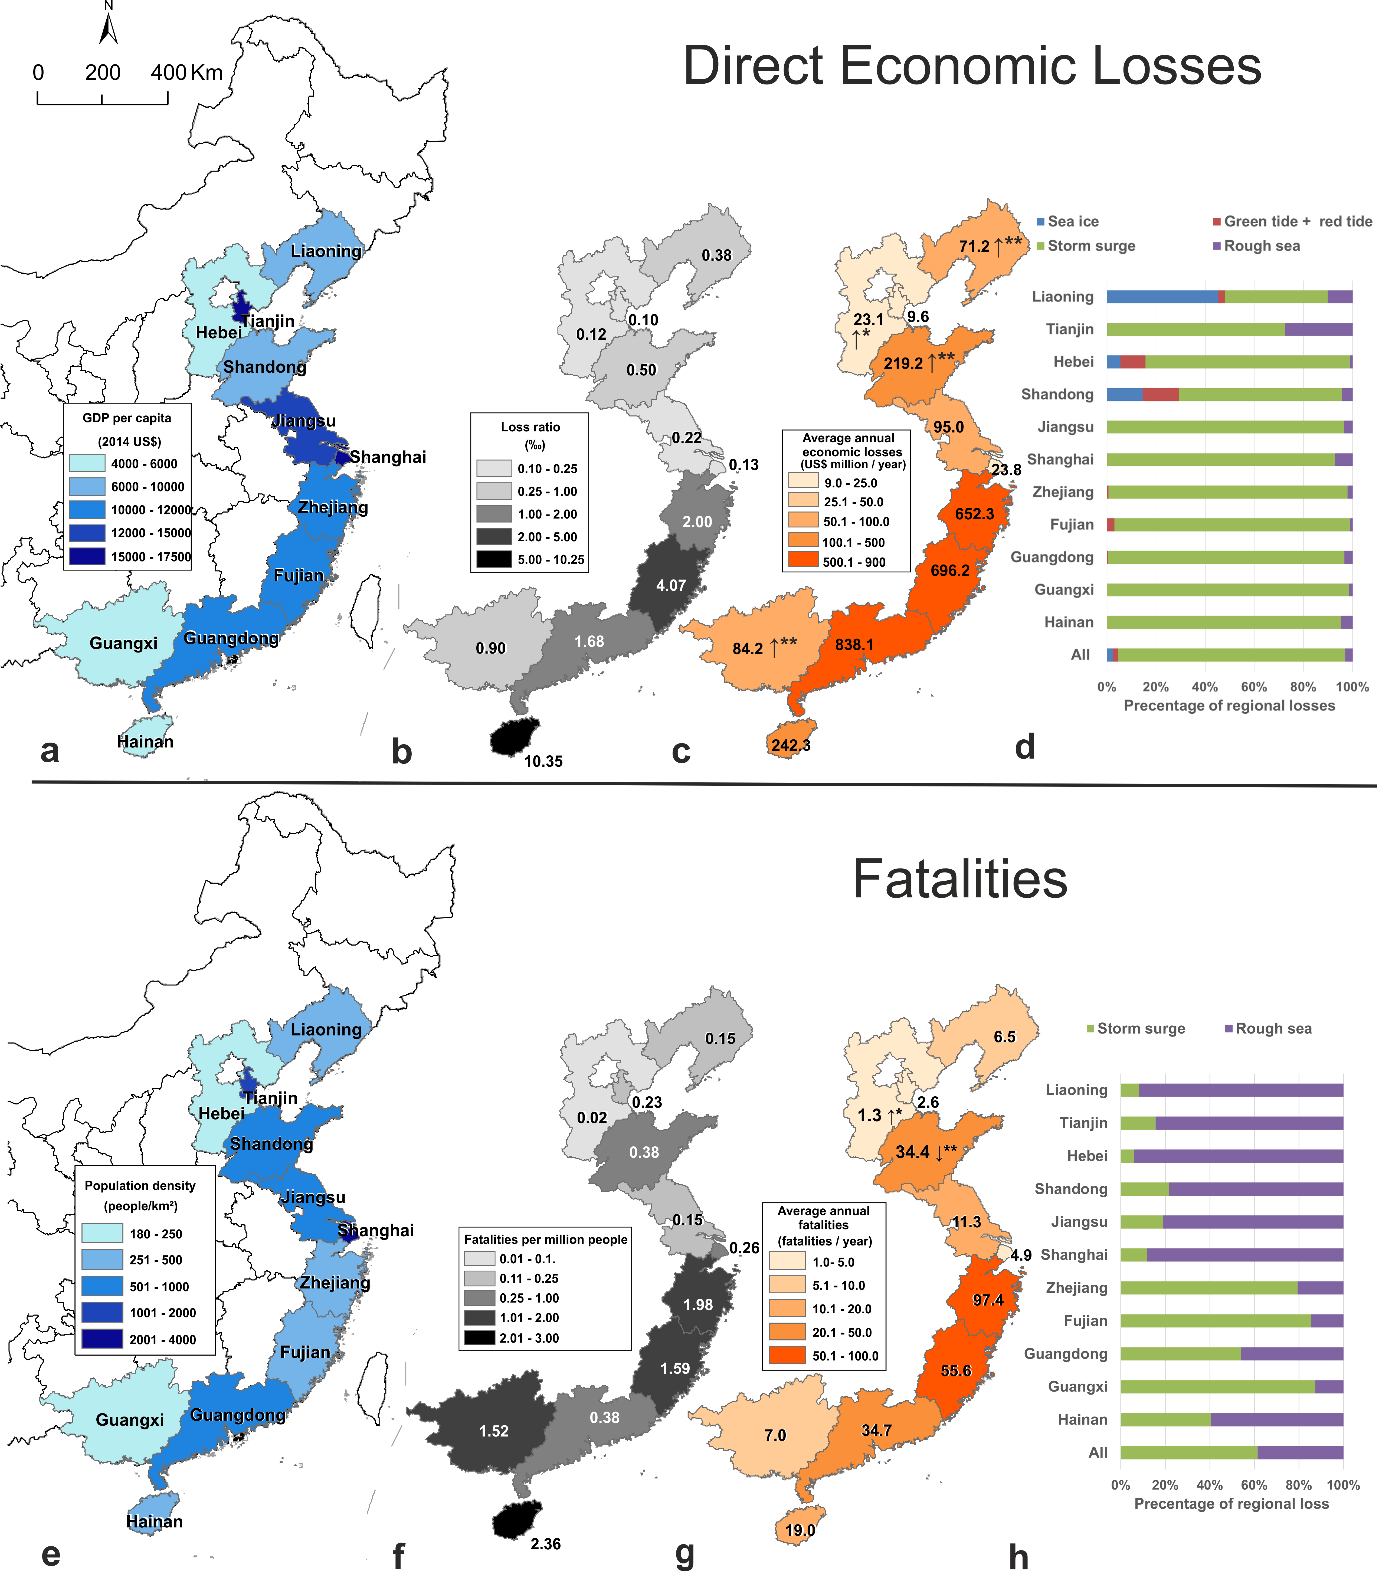 N
0 200 400 Km
Direct Economic Losses
Liaoning
Hebei
Tianjin
Shandong
Jiangsu
Shanghai
Zhejiang
Fujian
Guangxi
Guangdong
Hainan
GDP per capita
(2014 US$)
4000 - 6000
6000 - 10000
10000 - 12000
12000 - 15000
15000 - 17500
a
0.38
0.10
0.12
0.50
0.22
0.13
2.00
4.07
1.68
0.90
10.35
Loss ratio
(‱)
0.10 - 0.25
0.25 - 1.00
1.00 - 2.00
2.00 - 5.00
5.00 - 10.25
b
71.2 ↑**
23.1
↑*
9.6
219.2 ↑**
95.0
23.8
652.3
696.2
838.1
84.2 ↑**
242.3
Average annual
economic losses
(US$ million / year)
9.0 - 25.0
25.1 - 50.0
50.1 - 100.0
100.1 - 500
500.1 - 900
c
Sea ice
Green tide + red tide
Storm surge
Rough sea
Liaoning
Tianjin
Hebei
Shandong
Jiangsu
Shanghai
Zhejiang
Fujian
Guangdong
Guangxi
Hainan
All
0% 20% 40% 60% 80% 100%
Precentage of regional losses
d
Fatalities
Liaoning
Tianjin
Hebei
Shandong
Jiangsu
Shanghai
Zhejiang
Fujian
Guangxi
Guangdong
Hainan
Population density
(people/km²)
180 - 250
251 - 500
501 - 1000
1001 - 2000
2001 - 4000
e
0.15
0.23
0.02
0.38
0.15
0.26
1.98
1.59
0.38
1.52
2.36
Fatalities per million people
0.01 - 0.1.
0.11 - 0.25
0.25 - 1.00
1.01 - 2.00
2.01 - 3.00
f
6.5
2.6
1.3 ↑*
34.4 ↓**
11.3
4.9
97.4
55.6
34.7
7.0
19.0
Average annual
fatalities
(fatalities / year)
1.0- 5.0
5.1 - 10.0
10.1 - 20.0
20.1 - 50.0
50.1 - 100.0
g
Storm surge
Rough sea
Liaoning
Tianjin
Hebei
Shandong
Jiangsu
Shanghai
Zhejiang
Fujian
Guangdong
Guangxi
Hainan
All
0% 20% 40% 60% 80% 100%
Precentage of regional loss
h